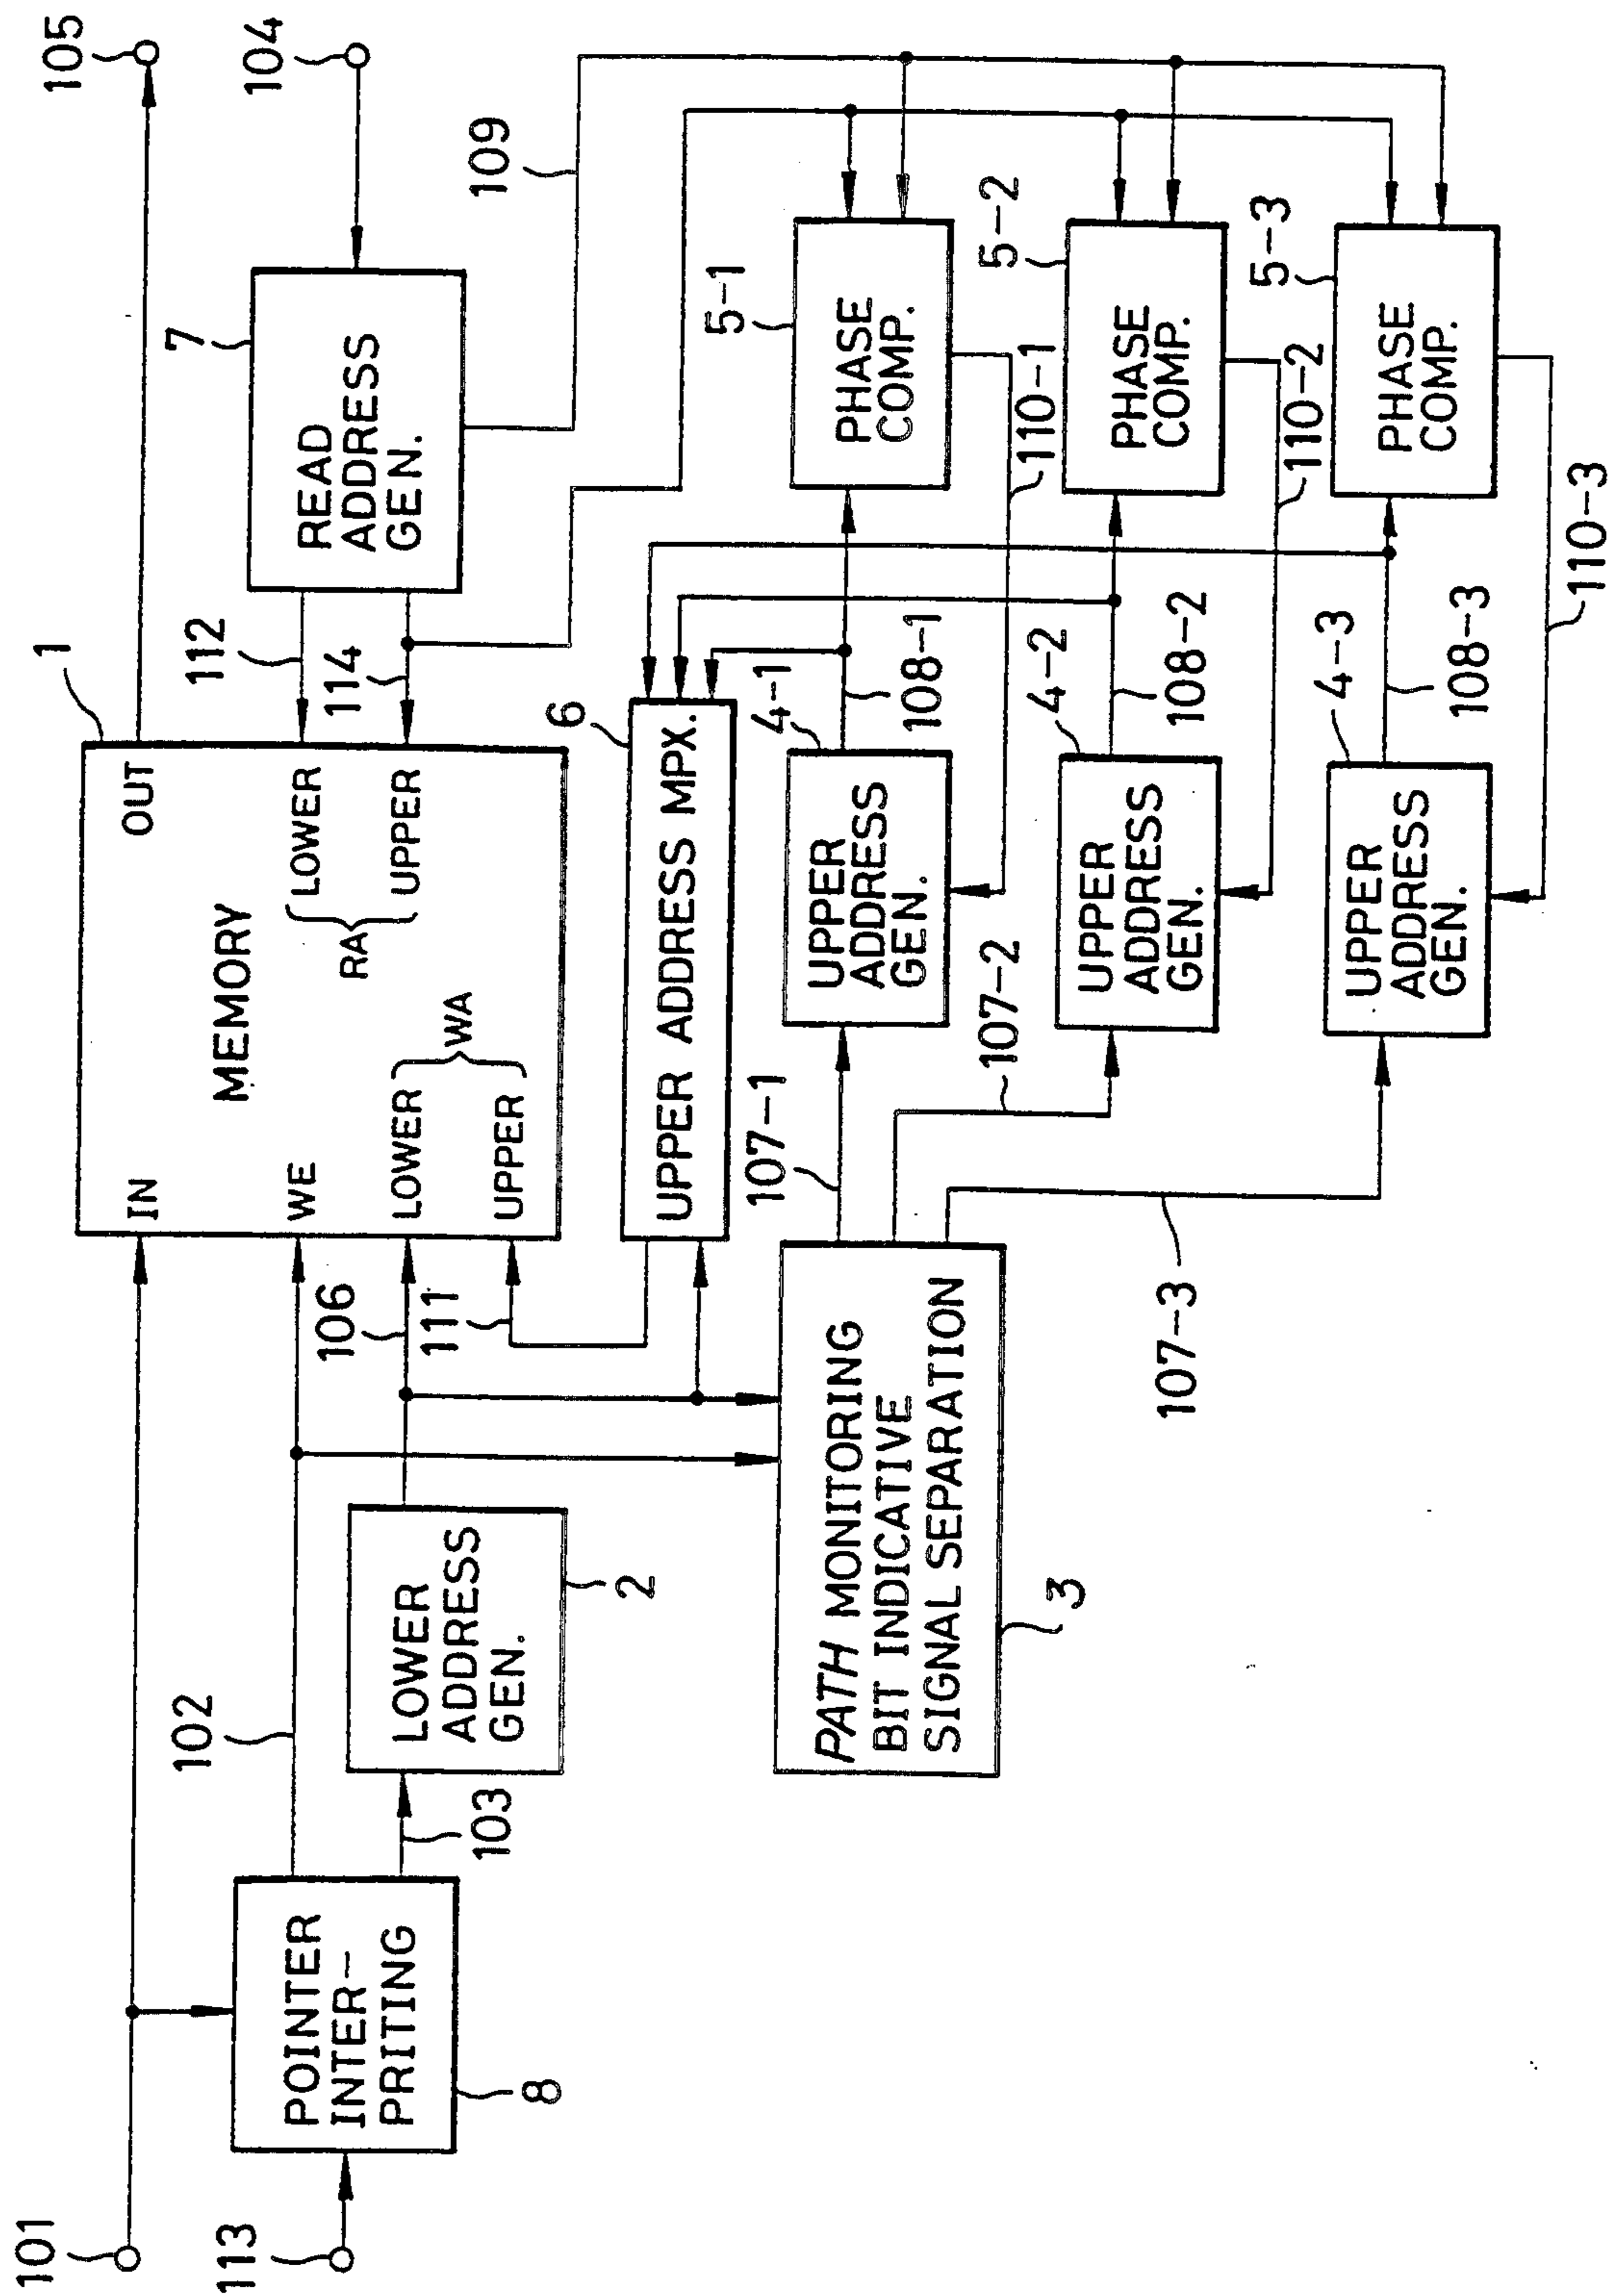 101
113
POINTER
INTER-
PRITING
8
102
103
LOWER
ADDRESS
GEN.
2
106
111
PATH MONITORING
BIT INDICATIVE
SIGNAL SEPARATION
3
1
MEMORY
IN
OUT
WE
LOWER
UPPER
WA
LOWER
UPPER
RA
112
114
7
READ
ADDRESS
GEN.
105
104
109
6
UPPER ADDRESS MPX.
107-1
107-2
107-3
4-1
UPPER
ADDRESS
GEN.
108-1
4-2
UPPER
ADDRESS
GEN.
108-2
4-3
UPPER
ADDRESS
GEN.
108-3
5-1
PHASE
COMP.
110-1
5-2
PHASE
COMP.
110-2
5-3
PHASE
COMP.
110-3